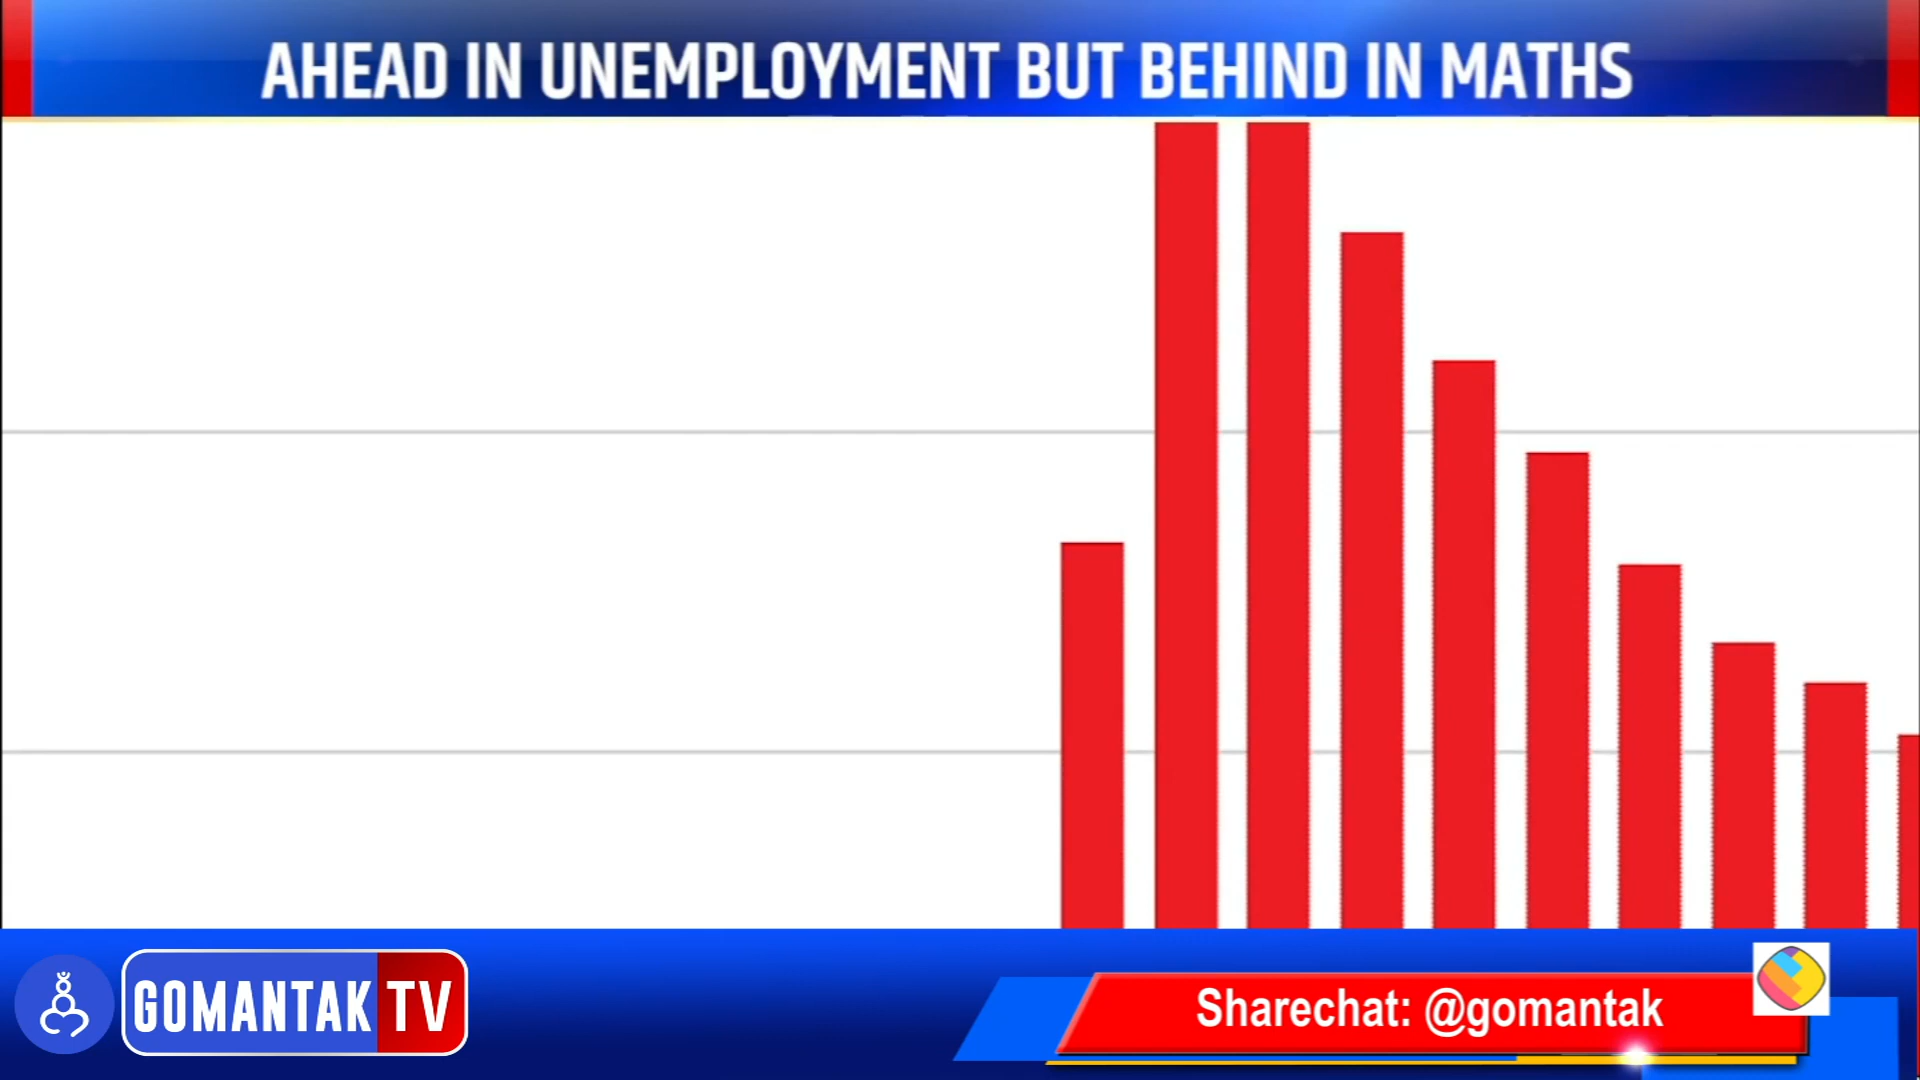 AHEAD IN UNEMPLOYMENT BUT BEHIND IN MATHS
GOMANTAK TV
Sharechat: @gomantak